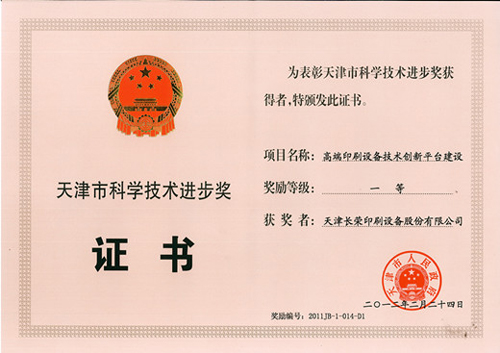 天津市科学技术进步奖
证书
为表彰天津市科学技术进步奖获
得者，特颁发此证书。
项目名称：高端印刷设备技术创新平台建设
奖励等级：一等
获奖者：天津长荣印刷设备股份有限公司
天津市人民政府
二〇一二年二月二十四日
奖励编号：2011JB-1-014-D1